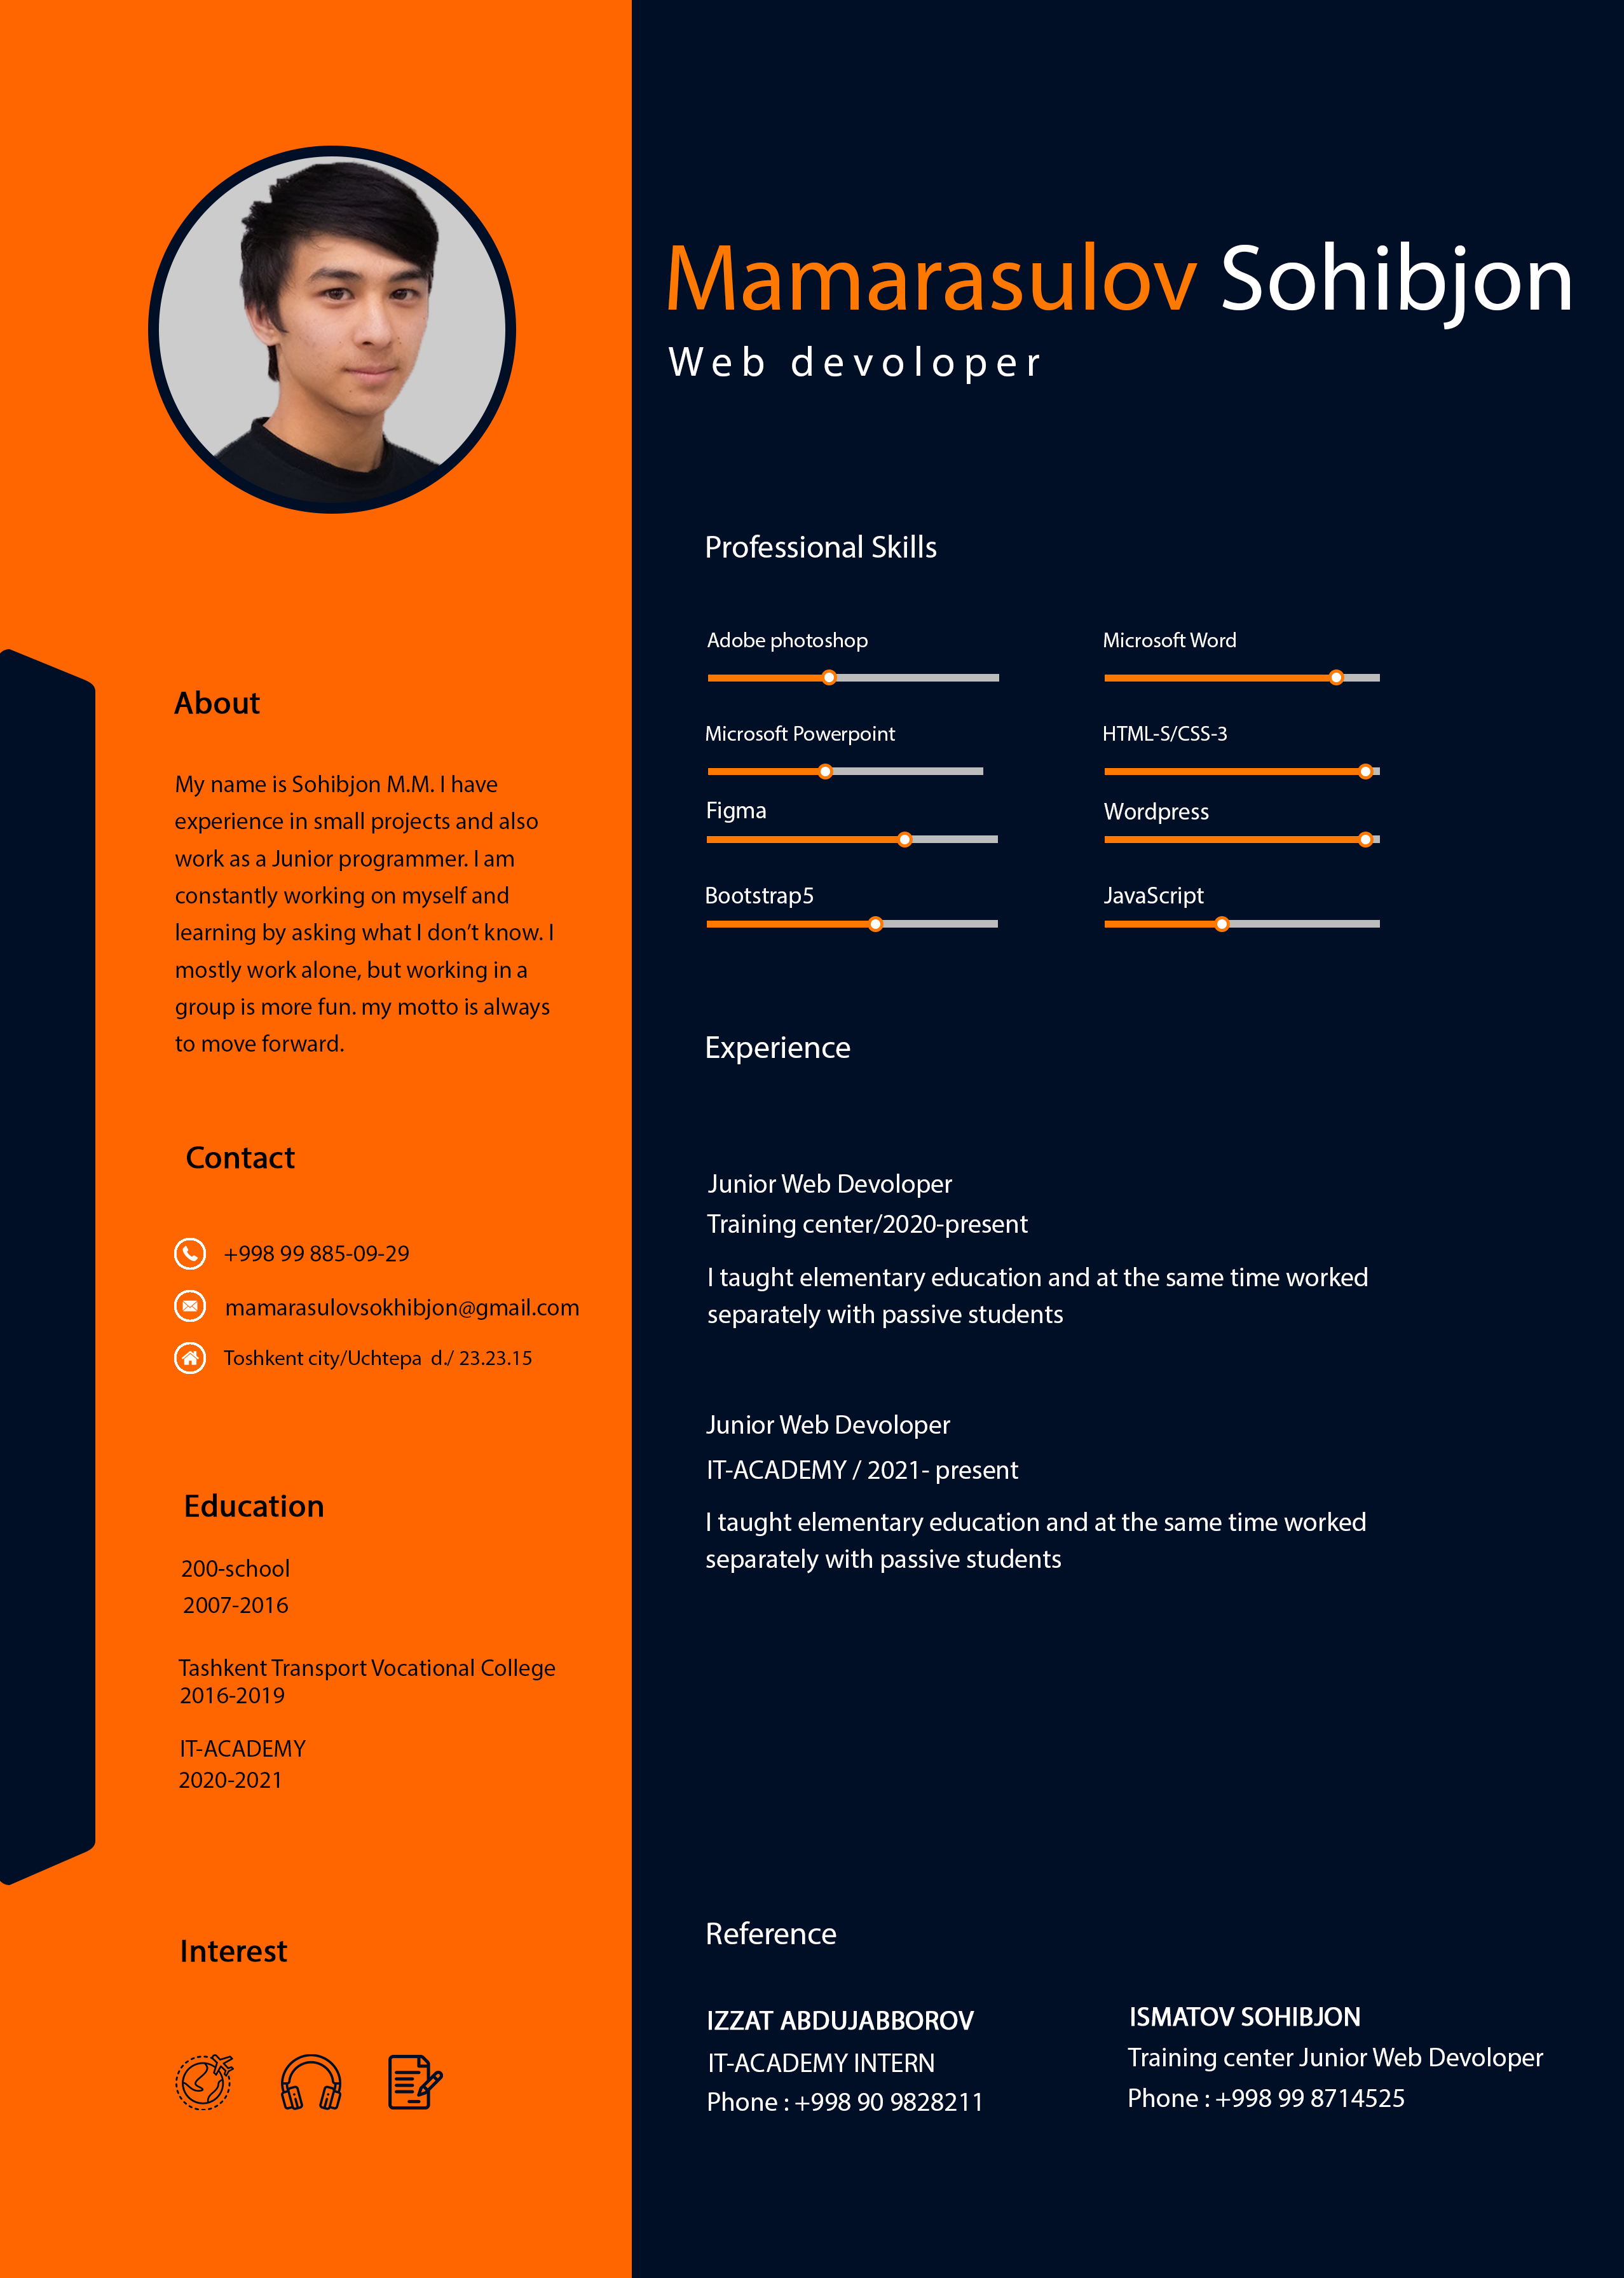 Mamarasulov Sohibjon
Web devoloper
About
My name is Sohibjon M.M. I have
experience in small projects and also
work as a Junior programmer. I am
constantly working on myself and
learning by asking what I don’t know. I
mostly work alone, but working in a
group is more fun. my motto is always
to move forward.
Contact
+998 99 885-09-29
mamarasulovsokhibjon@gmail.com
Toshkent city/Uchtepa d./ 23.23.15
Education
200-school
2007-2016
Tashkent Transport Vocational College
2016-2019
IT-ACADEMY
2020-2021
Interest
Professional Skills
Adobe photoshop
Microsoft Word
Microsoft Powerpoint
HTML-S/CSS-3
Figma
Wordpress
Bootstrap5
JavaScript
Experience
Junior Web Devoloper
Training center/2020-present
I taught elementary education and at the same time worked
separately with passive students
Junior Web Devoloper
IT-ACADEMY / 2021- present
I taught elementary education and at the same time worked
separately with passive students
Reference
IZZAT ABDUJABBOROV
IT-ACADEMY INTERN
Phone : +998 90 9828211
ISMATOV SOHIBJON
Training center Junior Web Devoloper
Phone : +998 99 8714525